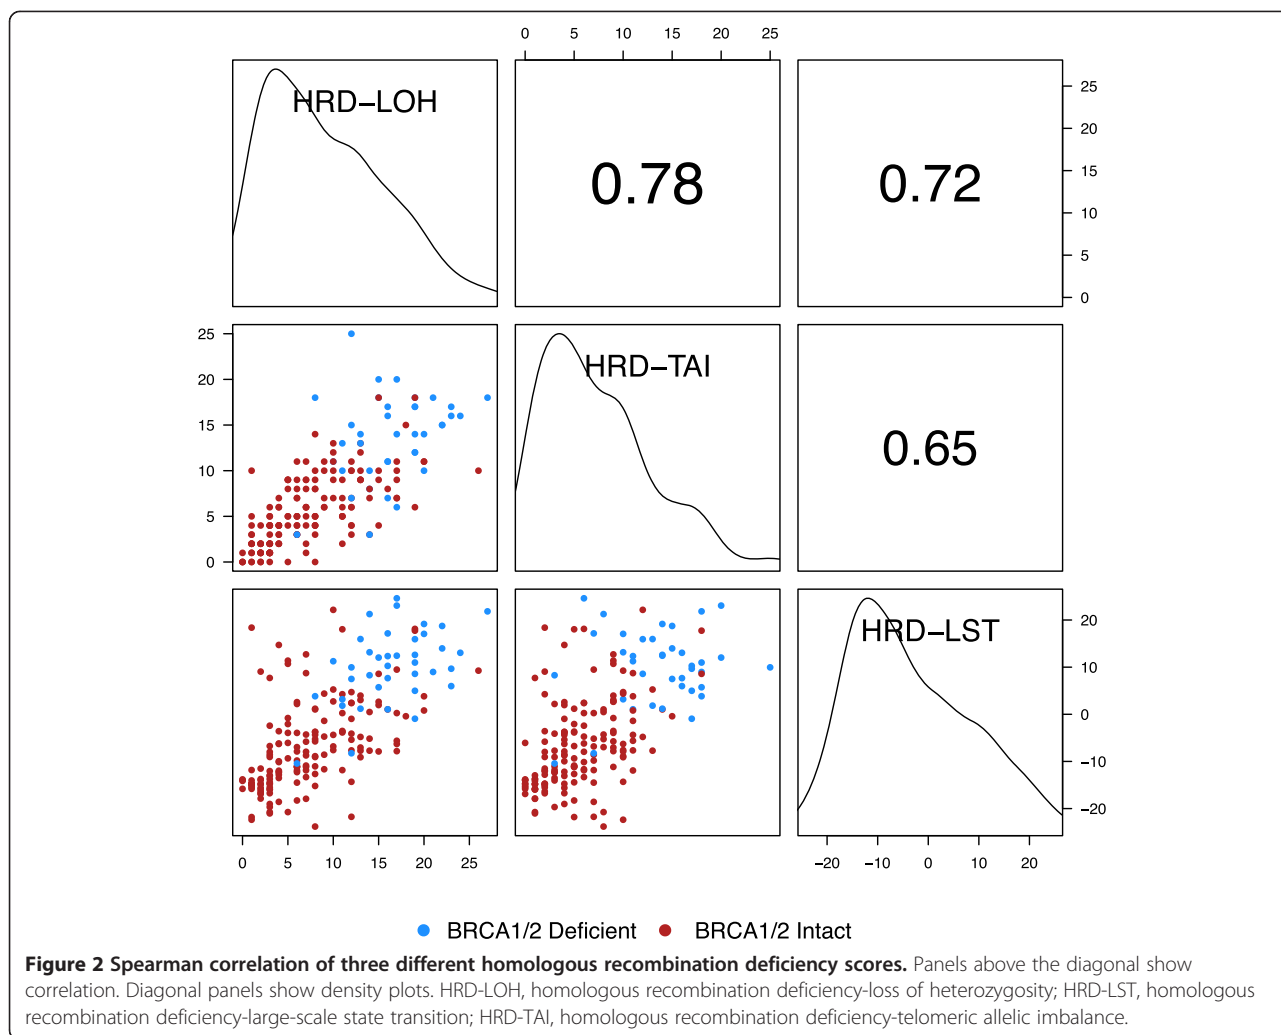 0 5 10 15 20 25
HRD−LOH
0.78
0.72
25
20
15
10
5
0
25
20
15
10
5
0
HRD−TAI
0.65
HRD−LST
20
10
0
−10
−20
0 5 10 15 20 25
−20 −10 0 10 20
BRCA1/2 Deficient BRCA1/2 Intact
Figure 2 Spearman correlation of three different homologous recombination deficiency scores. Panels above the diagonal show
correlation. Diagonal panels show density plots. HRD-LOH, homologous recombination deficiency-loss of heterozygosity; HRD-LST, homologous
recombination deficiency-large-scale state transition; HRD-TAI, homologous recombination deficiency-telomeric allelic imbalance.